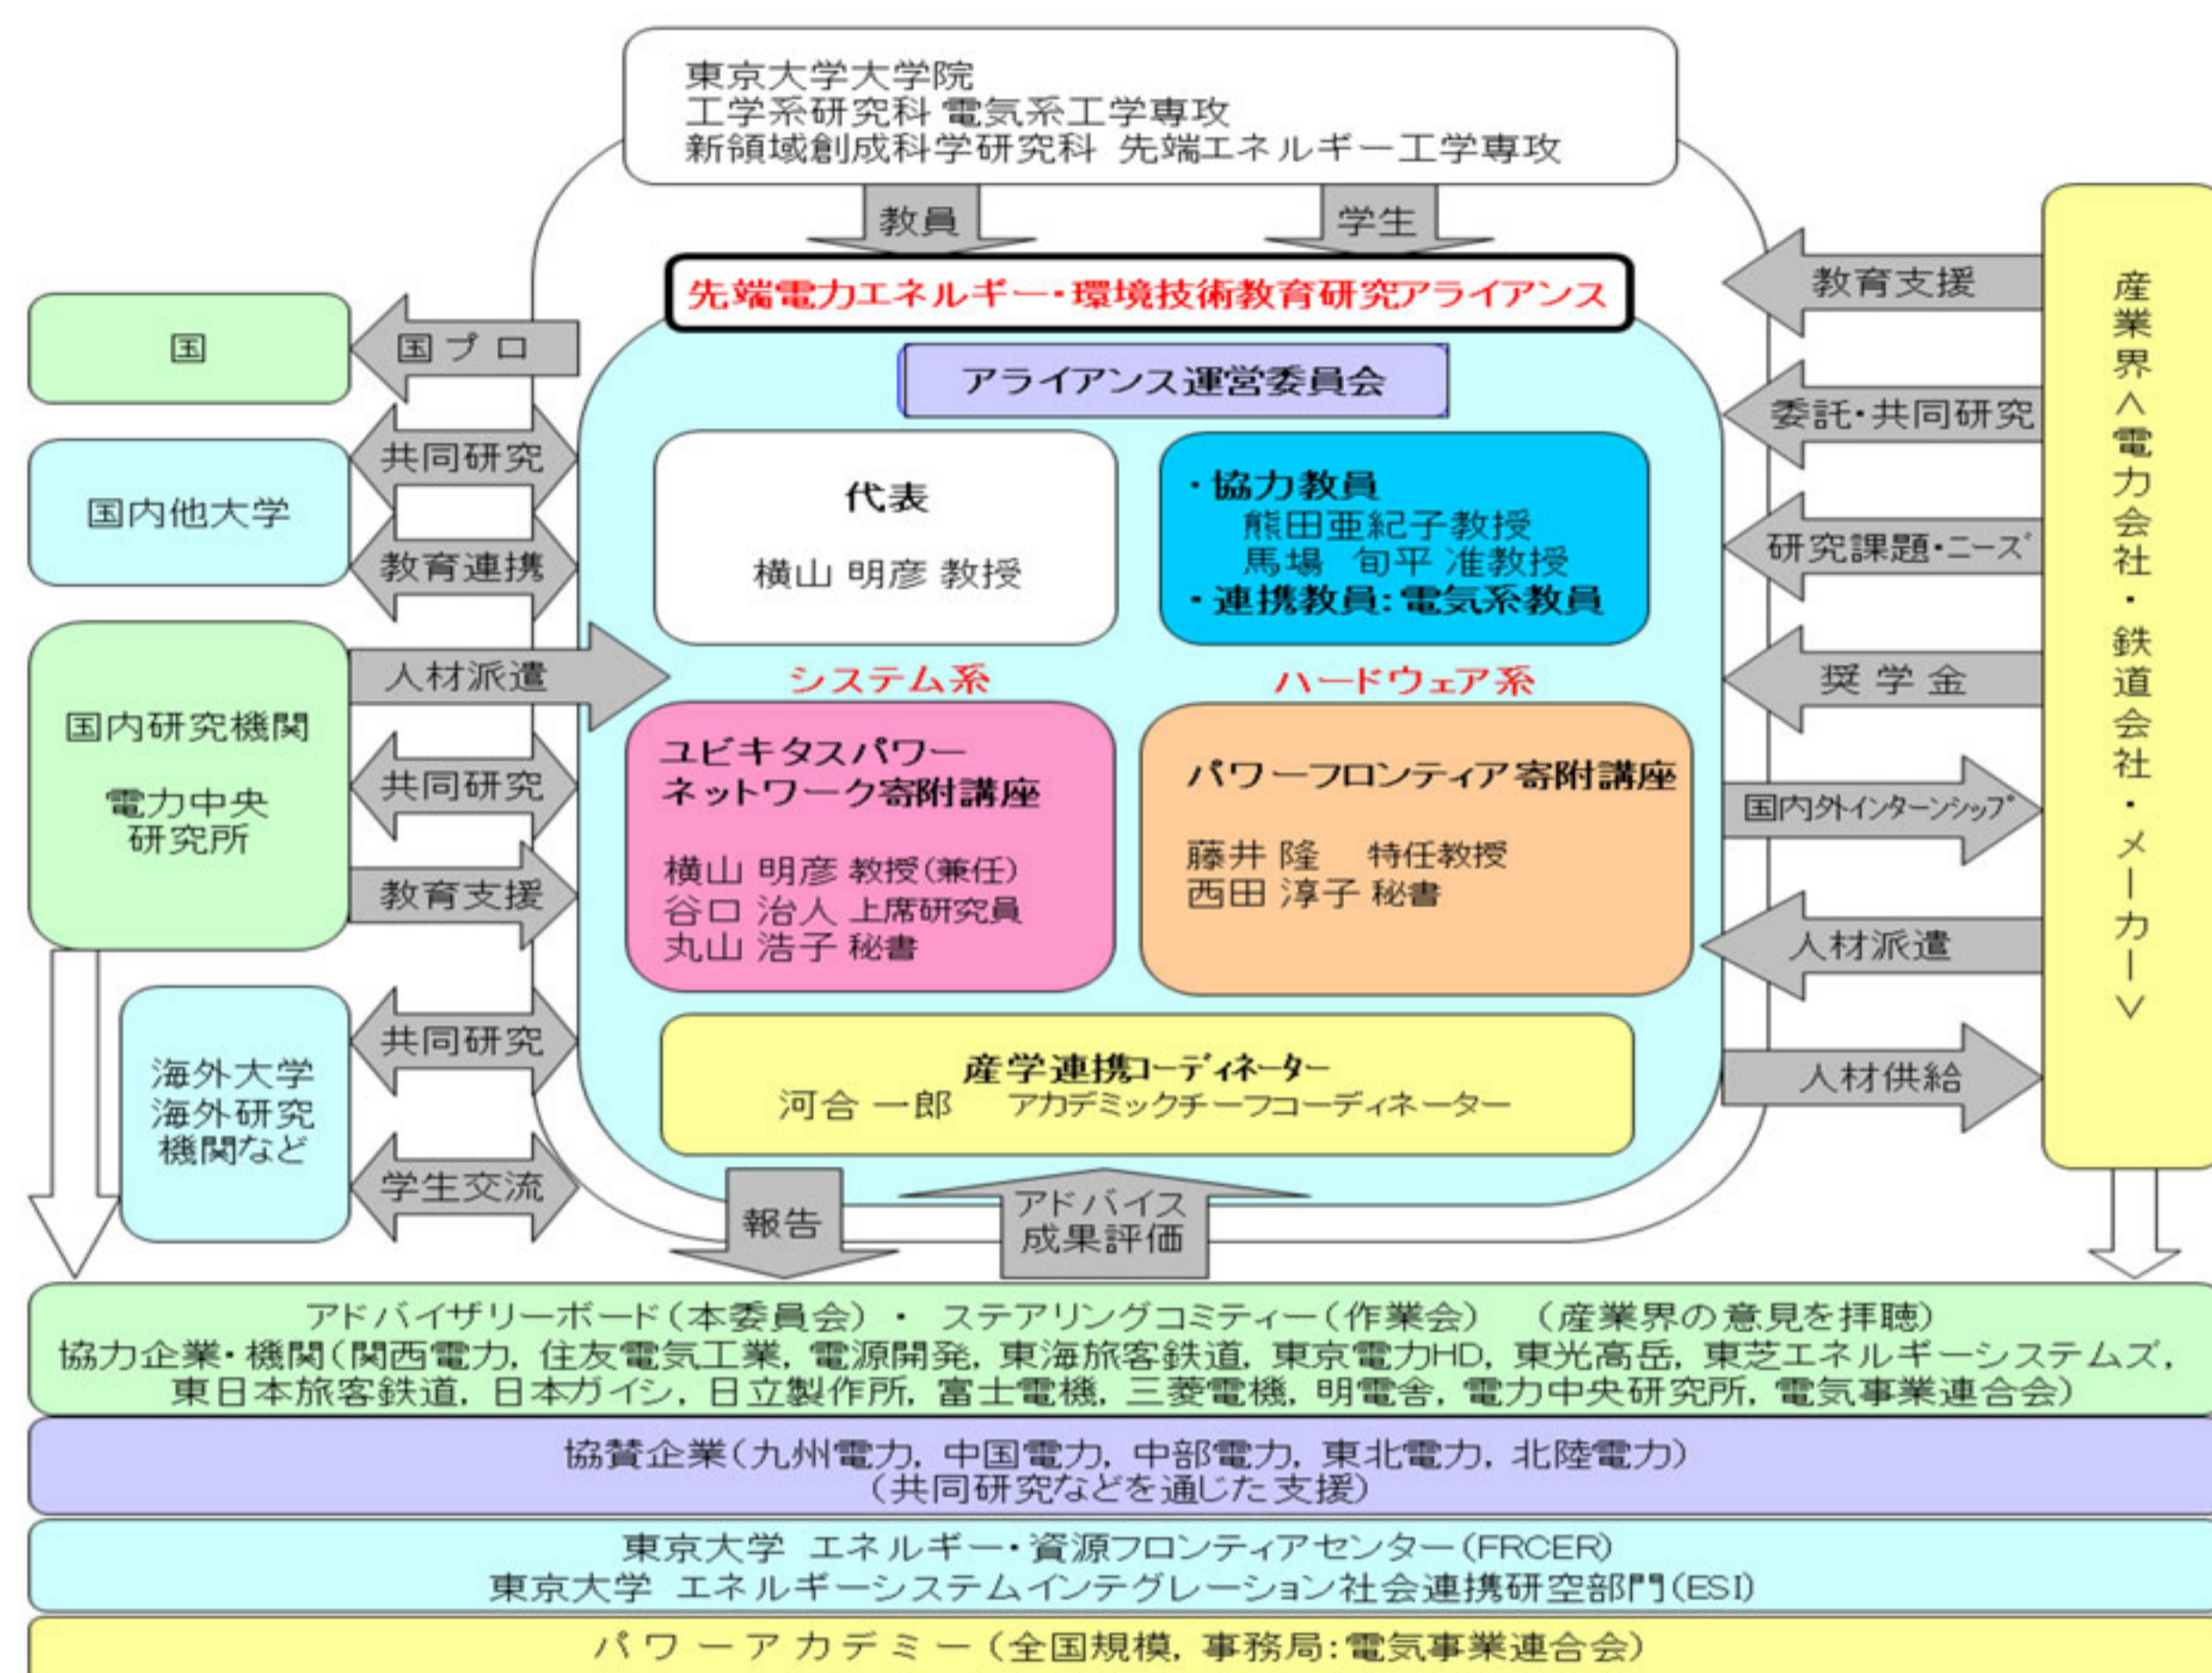 東京大学大学院
工学系研究科 電気系工学専攻
新領域創成科学研究科 先端エネルギー工学専攻
教員
学生
先端電力エネルギー・環境技術教育研究アライアンス
アライアンス運営委員会
代表
横山 明彦 教授
・協力教員
熊田亜紀子教授
馬場 旬平 准教授
・連携教員:電気系教員
システム系
ハードウェア系
ユビキタスパワー
ネットワーク寄附講座
横山 明彦 教授(兼任)
谷口 治人 上席研究員
丸山 浩子 秘書
パワーフロンティア寄附講座
藤井 隆 特任教授
西田 淳子 秘書
産学連携コーディネーター
河合 一郎 アカデミックチーフコーディネーター
報告
アドバイス
成果評価
国
国プロ
国内他大学
共同研究
教育連携
国内研究機関
電力中央
研究所
人材派遣
共同研究
教育支援
海外大学
海外研究
機関など
共同研究
学生交流
教育支援
委託・共同研究
研究課題・ニーズ
奨学金
国内外インターンシップ
人材派遣
人材供給
産業界<電力会社・鉄道会社・メーカー>
アドバイザリーボード(本委員会)・ ステアリングコミティー(作業会) (産業界の意見を拝聴)
協力企業・機関(関西電力, 住友電気工業, 電源開発, 東海旅客鉄道, 東京電力HD, 東光高岳, 東芝エネルギーシステムズ,
東日本旅客鉄道, 日本ガイシ, 日立製作所, 富士電機, 三菱電機, 明電舎, 電力中央研究所, 電気事業連合会)
協賛企業(九州電力, 中国電力, 中部電力, 東北電力, 北陸電力)
(共同研究などを通じた支援)
東京大学 エネルギー・資源フロンティアセンター(FRCER)
東京大学 エネルギーシステムインテグレーション社会連携研空部門(ESI)
パワーアカデミー(全国規模, 事務局:電気事業連合会)